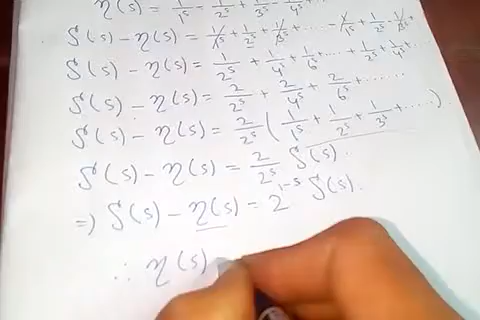 η(s) = 1/1^s - 1/2^s + 1/3^s - 1/4^s
ζ(s) - η(s) = 1/1^s + 1/2^s + 1/3^s + ..... - 1/1^s + 1/2^s - 1/3^s +
ζ(s) - η(s) = 1/2^s + 1/4^s + 1/6^s + ..... + 1/2^s + 1/4^s +
ζ(s) - η(s) = 2/2^s + 2/4^s + 2/6^s + ......
ζ(s) - η(s) = 2/2^s (1/1^s + 1/2^s + 1/3^s + .....).
ζ(s) - η(s) = 2/2^s ζ(s).
=) ζ(s) - η(s) = 2^1-s ζ(s).
∴ η(s)